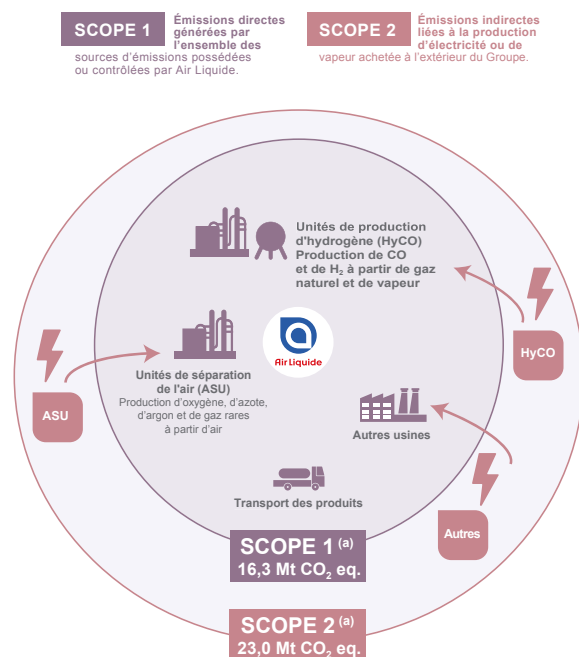 SCOPE 1
Émissions directes
générées par
l'ensemble des
sources d'émissions possédées
ou contrôlées par Air Liquide.
SCOPE 2
Émissions indirectes
liées à la production
d'électricité ou de
vapeur achetée à l'extérieur du Groupe.
Unités de production
d'hydrogène (HyCO)
Production de CO
et de H₂ à partir de gaz
naturel et de vapeur
HyCO
Air Liquide
Unités de séparation
de l'air (ASU)
Production d'oxygène, d'azote,
d'argon et de gaz rares
à partir d'air
ASU
Autres usines
Transport des produits
Autres
SCOPE 1 (a)
16,3 Mt CO₂ eq.
SCOPE 2 (a)
23,0 Mt CO₂ eq.